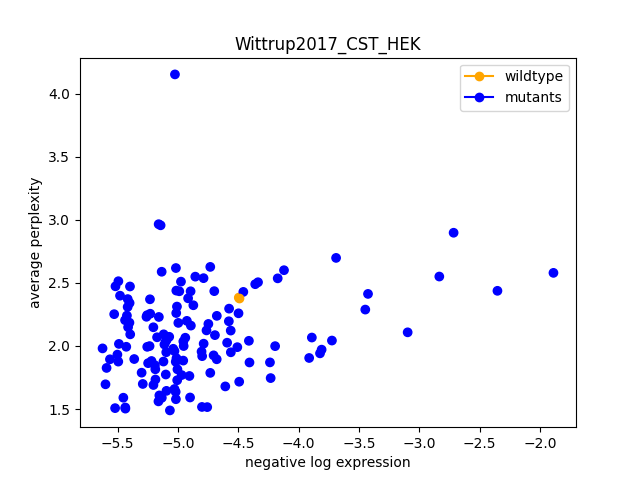 Wittrup2017_CST_HEK
wildtype
mutants
average perplexity
4.0
3.5
3.0
2.5
2.0
1.5
−5.5 −5.0 −4.5 −4.0 −3.5 −3.0 −2.5 −2.0
negative log expression